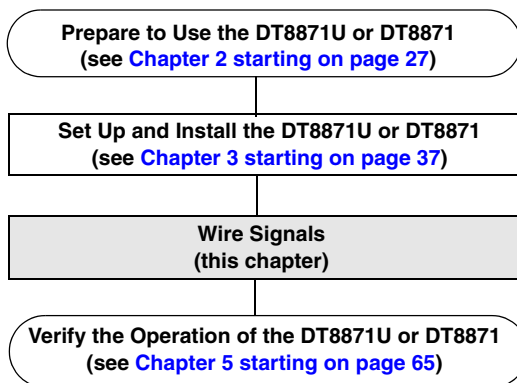 Prepare to Use the DT8871U or DT8871
(see Chapter 2 starting on page 27)
Set Up and Install the DT8871U or DT8871
(see Chapter 3 starting on page 37)
Wire Signals
(this chapter)
Verify the Operation of the DT8871U or DT8871
(see Chapter 5 starting on page 65)